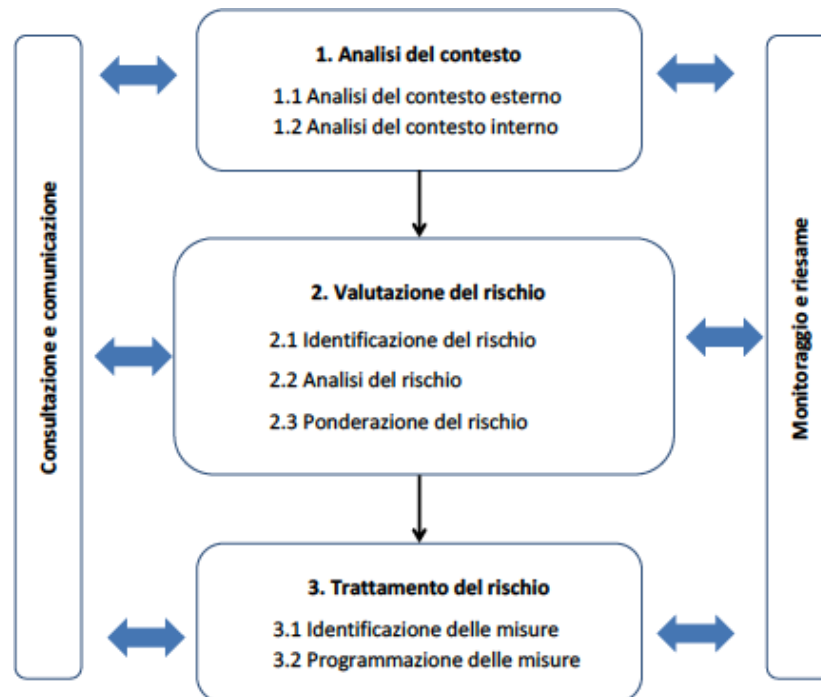 Consultazione e comunicazione
1. Analisi del contesto
1.1 Analisi del contesto esterno
1.2 Analisi del contesto interno
2. Valutazione del rischio
2.1 Identificazione del rischio
2.2 Analisi del rischio
2.3 Ponderazione del rischio
3. Trattamento del rischio
3.1 Identificazione delle misure
3.2 Programmazione delle misure
Monitoraggio e riesame